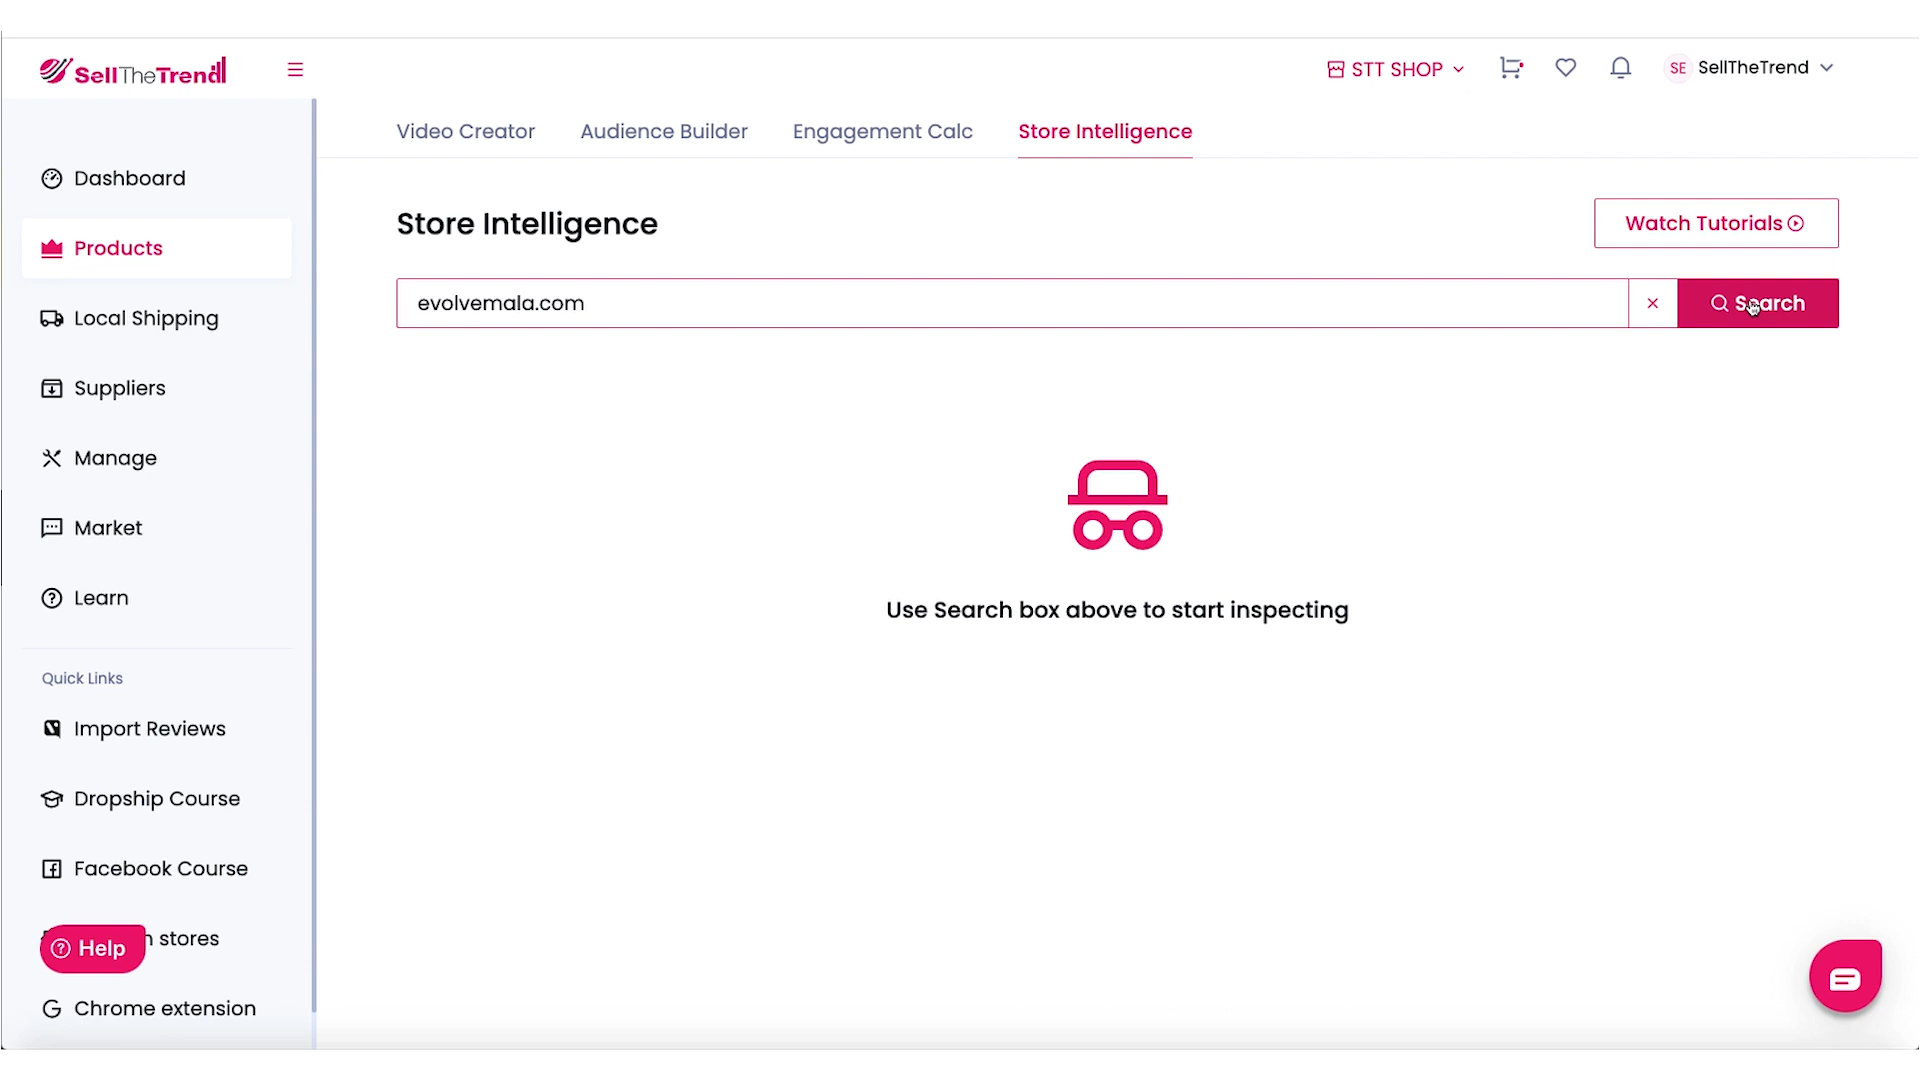 SellTheTrend
STT SHOP
SE
SellTheTrend
Video Creator
Audience Builder
Engagement Calc
Store Intelligence
Dashboard
Products
Local Shipping
Suppliers
Manage
Market
Learn
Quick Links
Import Reviews
Dropship Course
Facebook Course
stores
Help
Chrome extension
Store Intelligence
Watch Tutorials
evolvemala.com
Search
Use Search box above to start inspecting